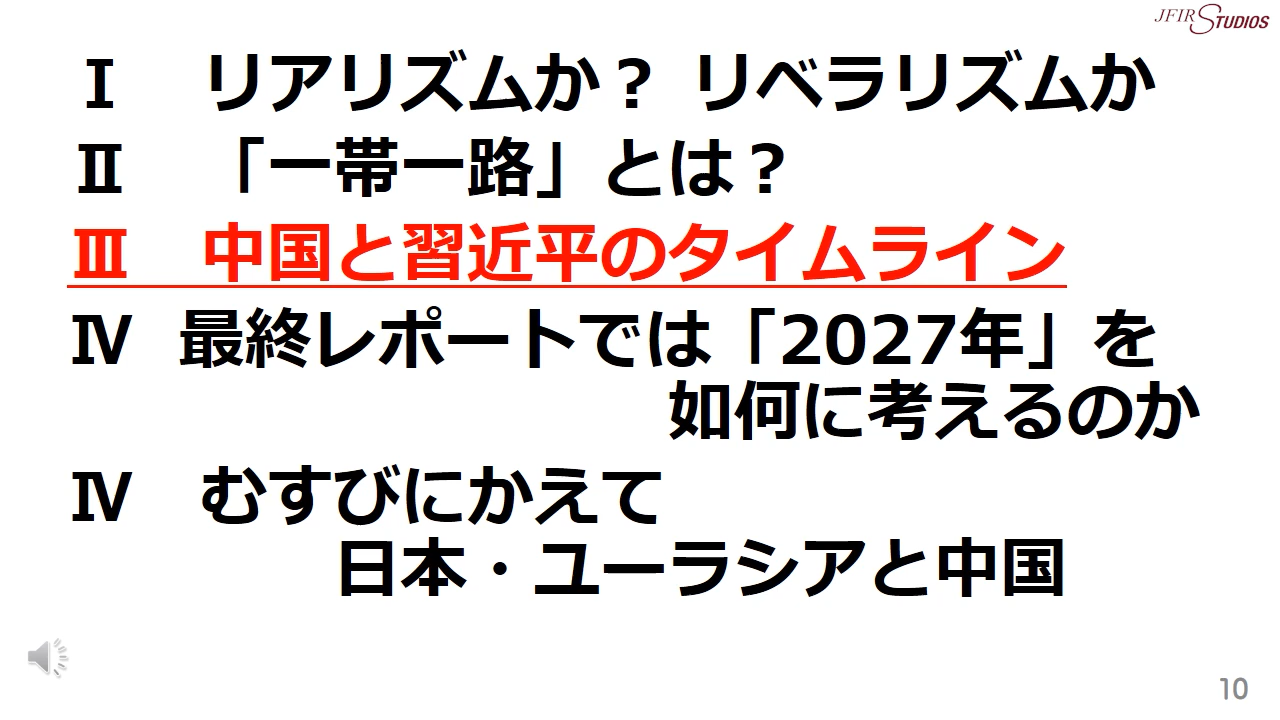 JFIR STUDIOS
Ⅰ　リアリズムか？ リベラリズムか
Ⅱ　「一帯一路」とは？
Ⅲ　中国と習近平のタイムライン
Ⅳ 最終レポートでは「2027年」を
如何に考えるのか
Ⅳ　むすびにかえて
日本・ユーラシアと中国
10